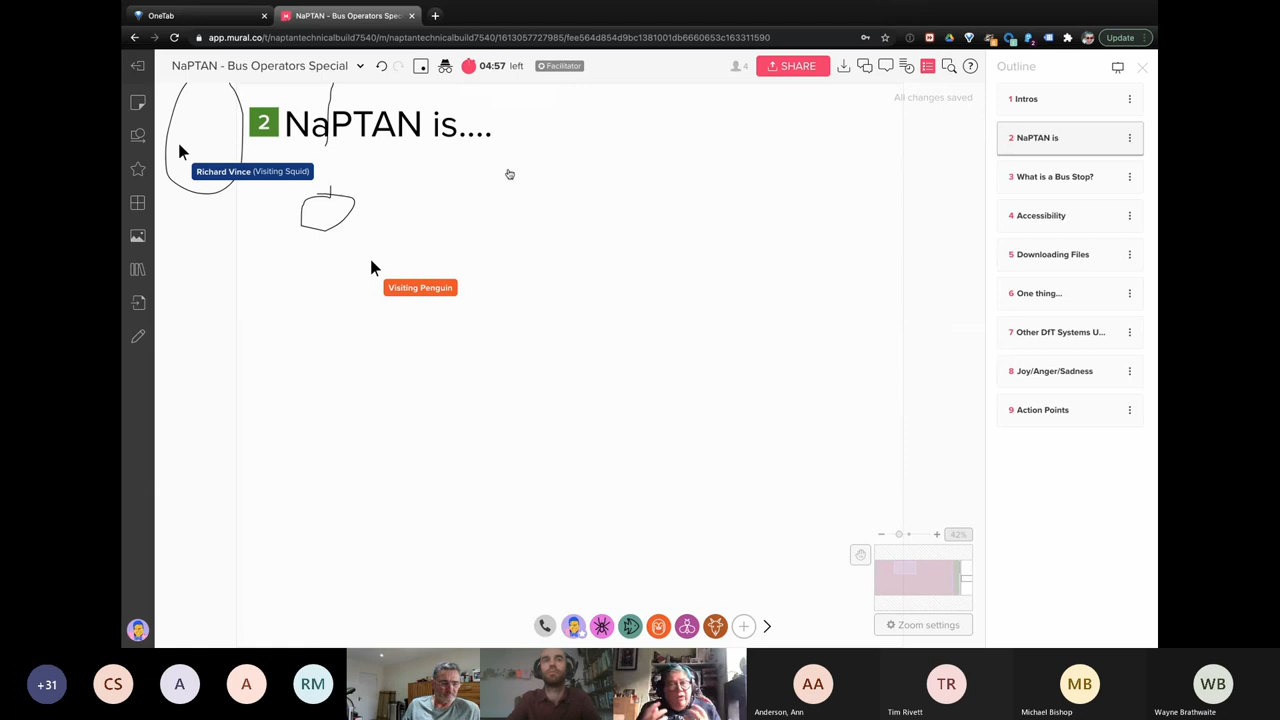 OneTab
NaPTAN - Bus Operators Spec
app.mural.co/t/naptantechnicalbuild7540/m/naptantechnicalbuild7540/1613057727985/fee564d854d9bc1381001db6660653c163311590
Update
NaPTAN - Bus Operators Special
04:57 left
Facilitator
4
SHARE
Outline
All changes saved
1 Intros
2 NaPTAN is....
2 NaPTAN is
Richard Vince (Visiting Squid)
3 What is a Bus Stop?
4 Accessibility
5 Downloading Files
Visiting Penguin
6 One thing...
7 Other DfT Systems U...
8 Joy/Anger/Sadness
9 Action Points
42%
Zoom settings
+31
CS
A
A
RM
AA
TR
MB
WB
Anderson, Ann
Tim Rivett
Michael Bishop
Wayne Brathwaite